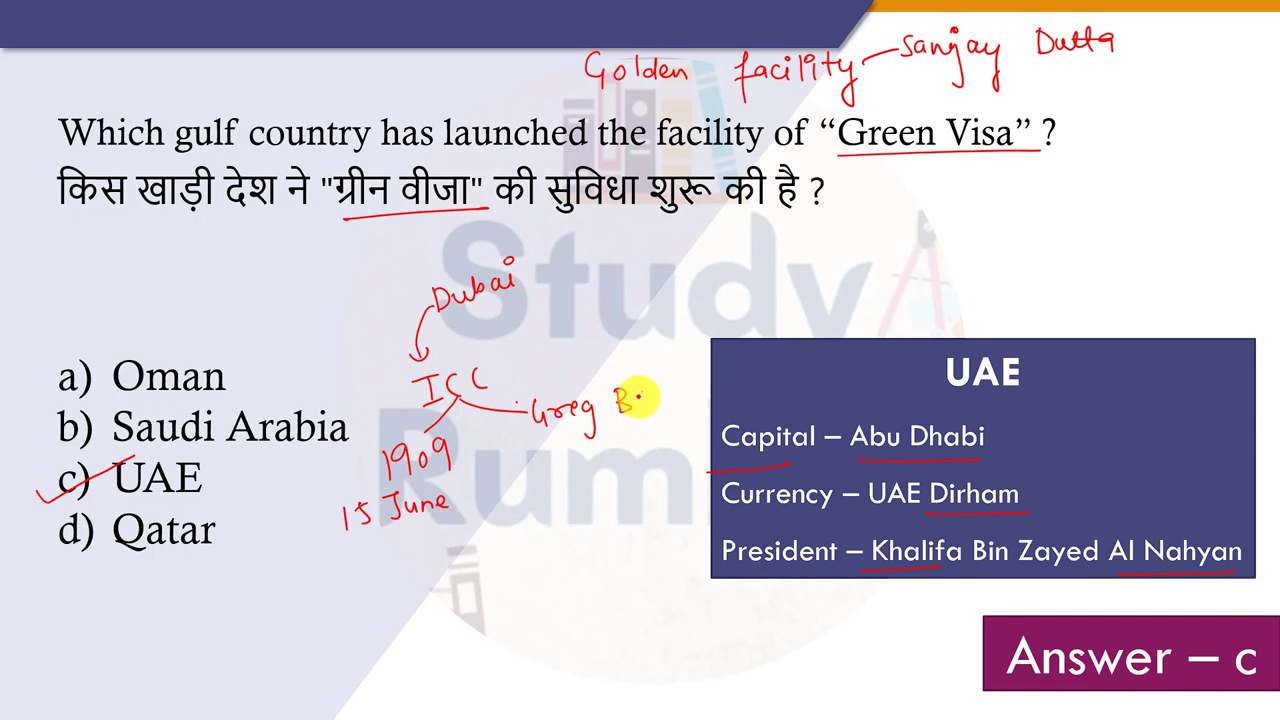 Golden facility Sanjay Dutta
Which gulf country has launched the facility of “Green Visa” ?
किस खाड़ी देश ने "ग्रीन वीजा" की सुविधा शुरू की है ?
Dubai
ICC
Greg B
1909
15 June
a) Oman
b) Saudi Arabia
c) UAE
d) Qatar
Study
UAE
Capital – Abu Dhabi
Currency – UAE Dirham
President – Khalifa Bin Zayed Al Nahyan
Answer – c